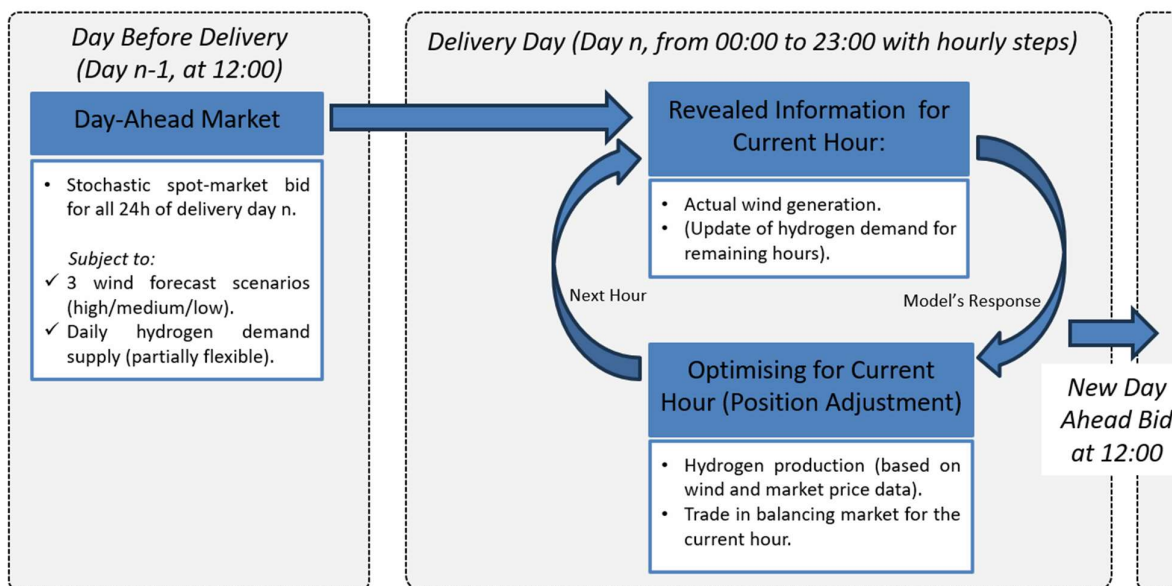 Day Before Delivery
(Day n-1, at 12:00)
Day-Ahead Market
• Stochastic spot-market bid
for all 24h of delivery day n.
Subject to:
✓ 3 wind forecast scenarios
(high/medium/low).
✓ Daily hydrogen demand
supply (partially flexible).
Delivery Day (Day n, from 00:00 to 23:00 with hourly steps)
Revealed Information for
Current Hour:
• Actual wind generation.
• (Update of hydrogen demand for
remaining hours).
Next Hour
Model's Response
Optimising for Current
Hour (Position Adjustment)
• Hydrogen production (based on
wind and market price data).
• Trade in balancing market for the
current hour.
New Day
Ahead Bid
at 12:00